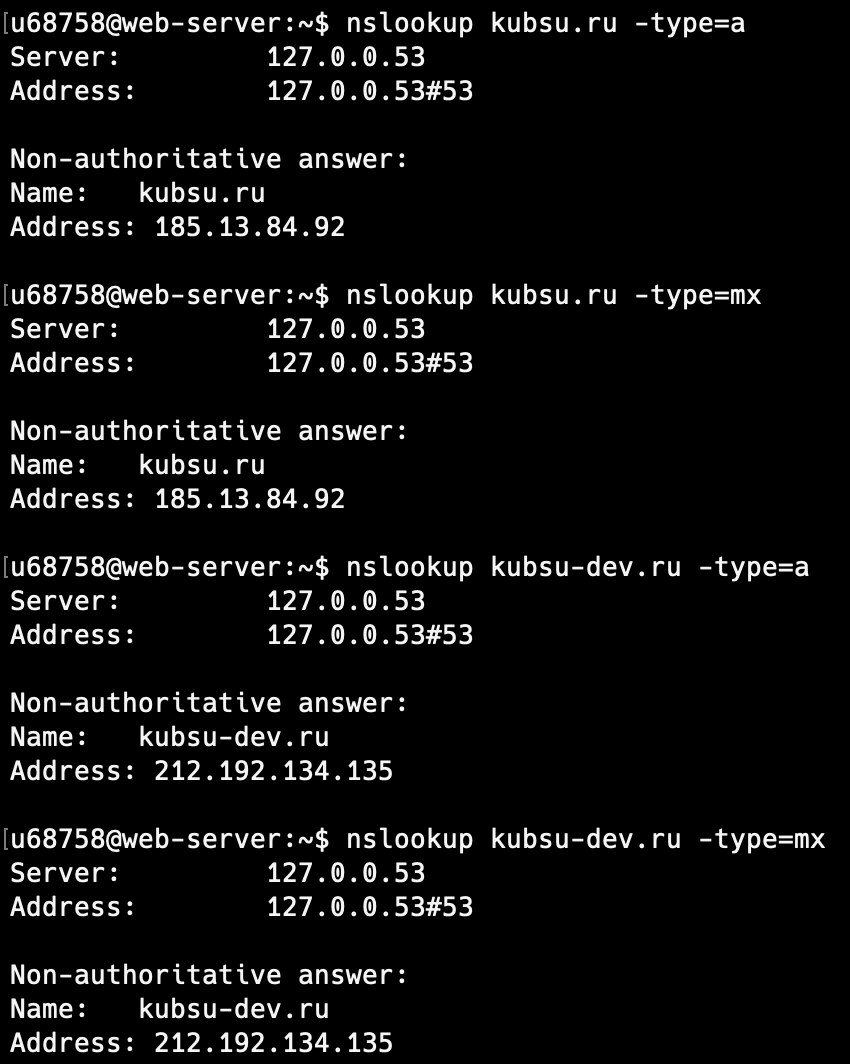 [u68758@web-server:~$ nslookup kubsu.ru -type=a
Server:         127.0.0.53
Address:        127.0.0.53#53

Non-authoritative answer:
Name:   kubsu.ru
Address: 185.13.84.92

[u68758@web-server:~$ nslookup kubsu.ru -type=mx
Server:         127.0.0.53
Address:        127.0.0.53#53

Non-authoritative answer:
Name:   kubsu.ru
Address: 185.13.84.92

[u68758@web-server:~$ nslookup kubsu-dev.ru -type=a
Server:         127.0.0.53
Address:        127.0.0.53#53

Non-authoritative answer:
Name:   kubsu-dev.ru
Address: 212.192.134.135

[u68758@web-server:~$ nslookup kubsu-dev.ru -type=mx
Server:         127.0.0.53
Address:        127.0.0.53#53

Non-authoritative answer:
Name:   kubsu-dev.ru
Address: 212.192.134.135